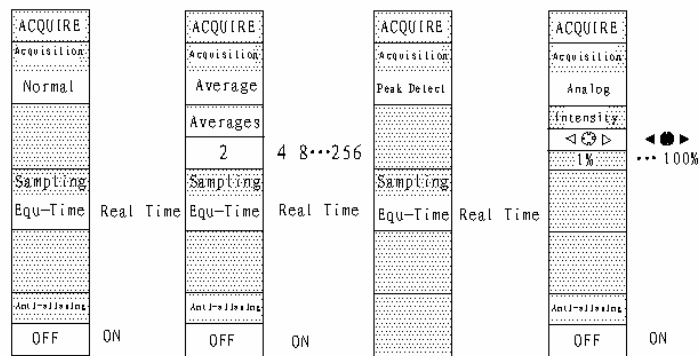 ACQUIRE
Acquisition
Normal
Sampling
Equ-Time Real Time
Anti-aliasing
OFF ON
ACQUIRE
Acquisition
Average
Averages
2 4 8···256
Sampling
Equ-Time Real Time
Anti-aliasing
OFF ON
ACQUIRE
Acquisition
Peak Detect
Sampling
Equ-Time Real Time
ACQUIRE
Acquisition
Analog
Intensity
1% ··· 100%
Anti-aliasing
OFF ON